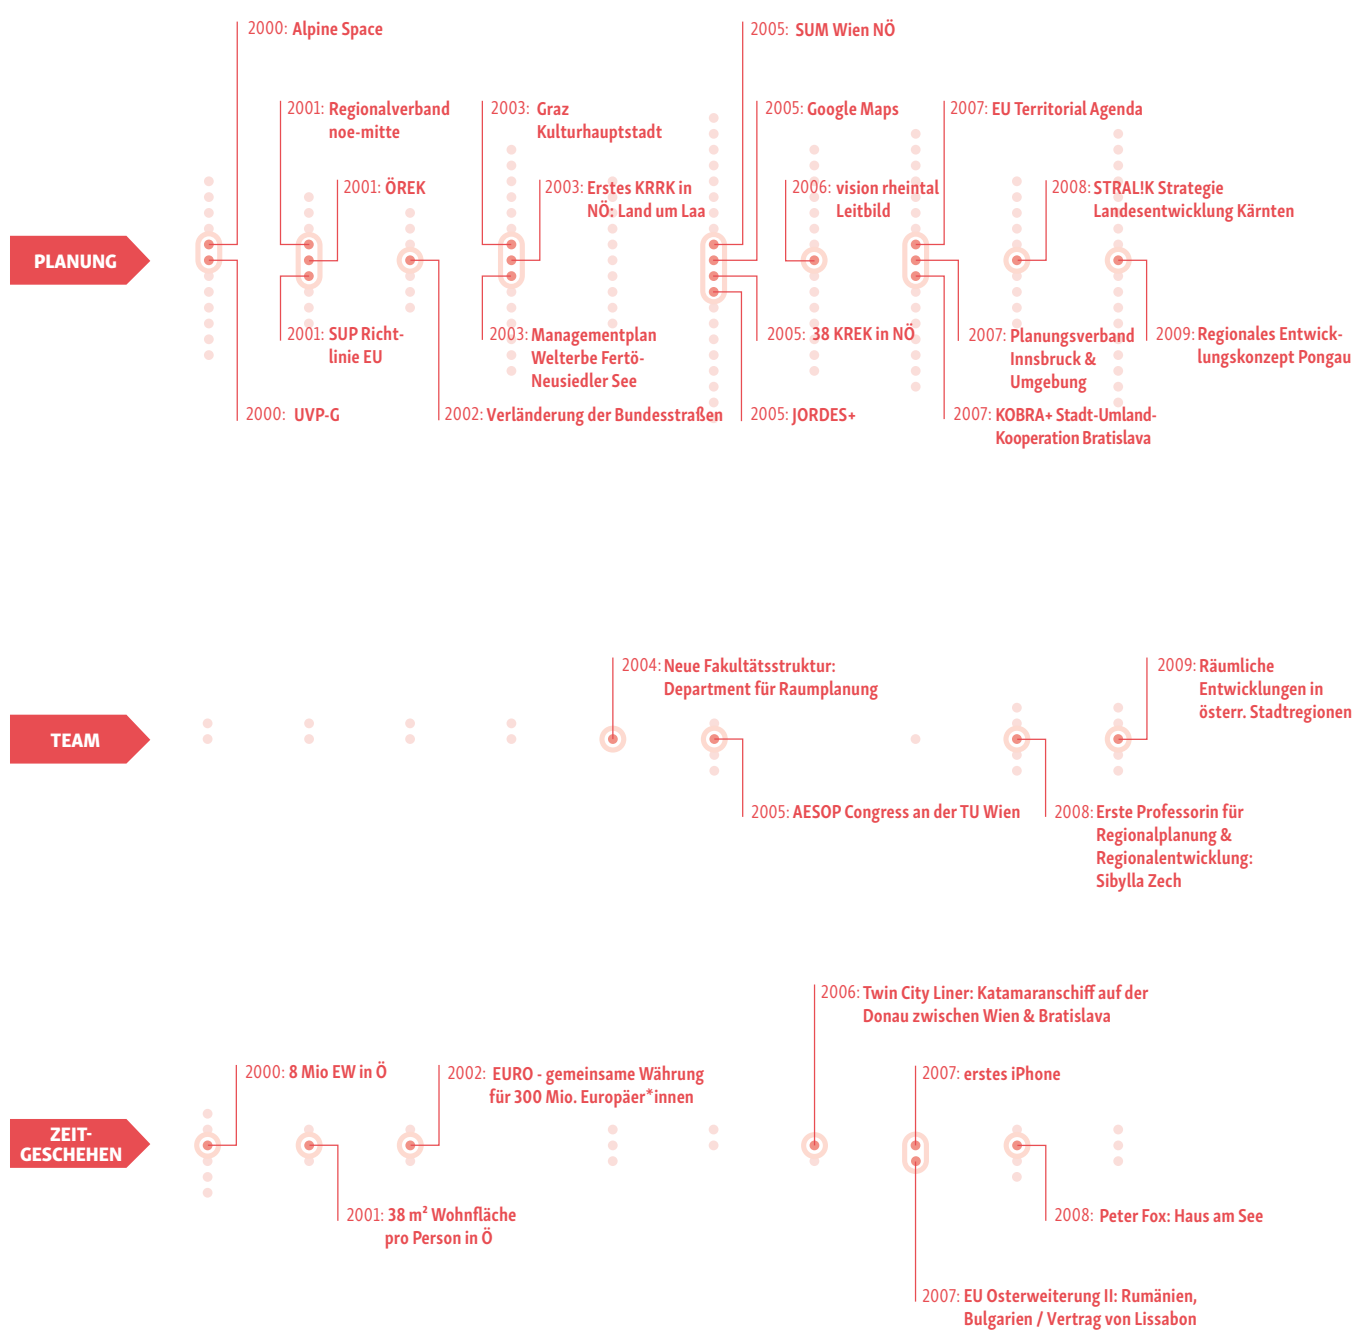 2000: Alpine Space
2005: SUM Wien NÖ
2001: Regionalverband
noe-mitte
2003: Graz
Kulturhauptstadt
2005: Google Maps
2007: EU Territorial Agenda
2001: ÖREK
2003: Erstes KRRK in
NÖ: Land um Laa
2006: vision rheintal
Leitbild
2008: STRAL!K Strategie
Landesentwicklung Kärnten
PLANUNG
2001: SUP Richt-
linie EU
2003: Managementplan
Welterbe Fertö-
Neusiedler See
2005: 38 KREK in NÖ
2007: Planungsverband
Innsbruck &
Umgebung
2009: Regionales Entwick-
lungskonzept Pongau
2000: UVP-G
2002: Verländerung der Bundesstraßen
2005: JORDES+
2007: KOBRA+ Stadt-Umland-
Kooperation Bratislava
2004: Neue Fakultätsstruktur:
Department für Raumplanung
2009: Räumliche
Entwicklungen in
österr. Stadtregionen
TEAM
2005: AESOP Congress an der TU Wien
2008: Erste Professorin für
Regionalplanung &
Regionalentwicklung:
Sibylla Zech
2006: Twin City Liner: Katamaranschiff auf der
Donau zwischen Wien & Bratislava
2000: 8 Mio EW in Ö
2002: EURO - gemeinsame Währung
für 300 Mio. Europäer*innen
2007: erstes iPhone
ZEIT-
GESCHEHEN
2001: 38 m² Wohnfläche
pro Person in Ö
2008: Peter Fox: Haus am See
2007: EU Osterweiterung II: Rumänien,
Bulgarien / Vertrag von Lissabon